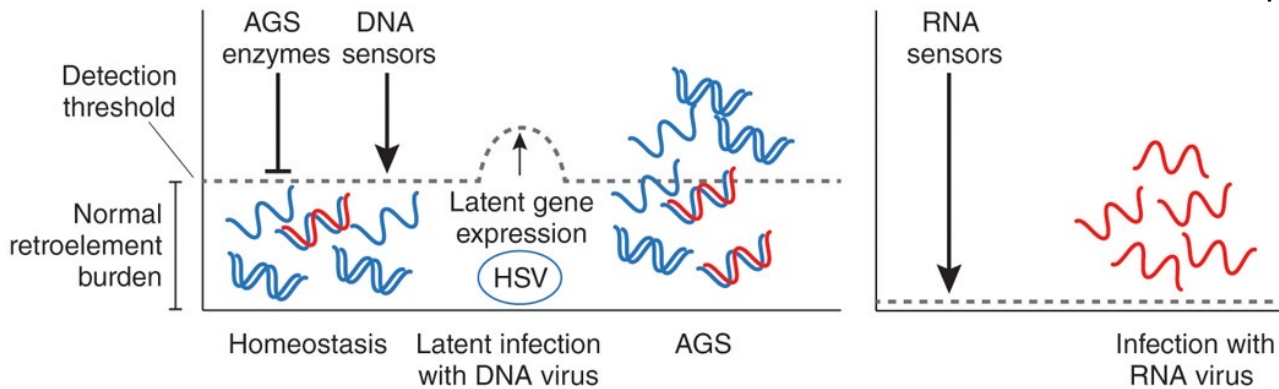 AGS
enzymes
DNA
sensors
Detection
threshold
Normal
retroelement
burden
Latent gene
expression
HSV
Homeostasis
Latent infection
with DNA virus
AGS
RNA
sensors
Infection with
RNA virus